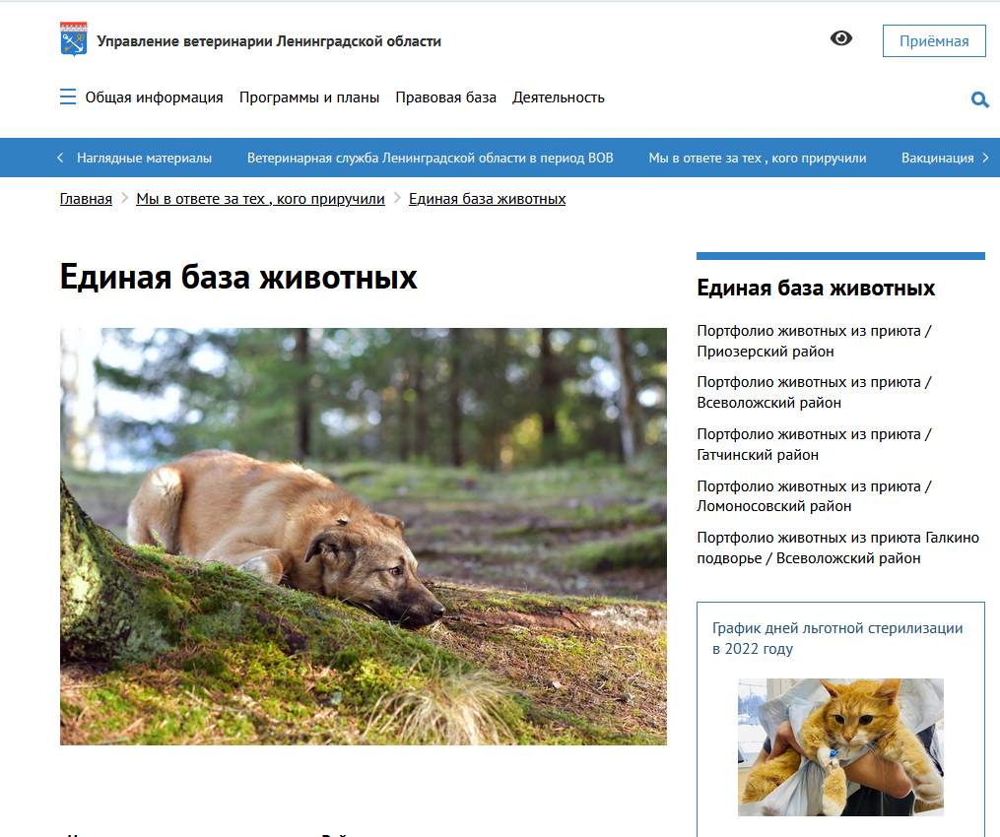 Управление ветеринарии Ленинградской области
Приёмная
Общая информация Программы и планы Правовая база Деятельность
Наглядные материалы Ветеринарная служба Ленинградской области в период ВОВ Мы в ответе за тех , кого приручили Вакцинация
Главная Мы в ответе за тех , кого приручили Единая база животных
Единая база животных
Единая база животных
Портфолио животных из приюта /
Приозерский район
Портфолио животных из приюта /
Всеволожский район
Портфолио животных из приюта /
Гатчинский район
Портфолио животных из приюта /
Ломоносовский район
Портфолио животных из приюта Галкино
подворье / Всеволожский район
График дней льготной стерилизации
в 2022 году